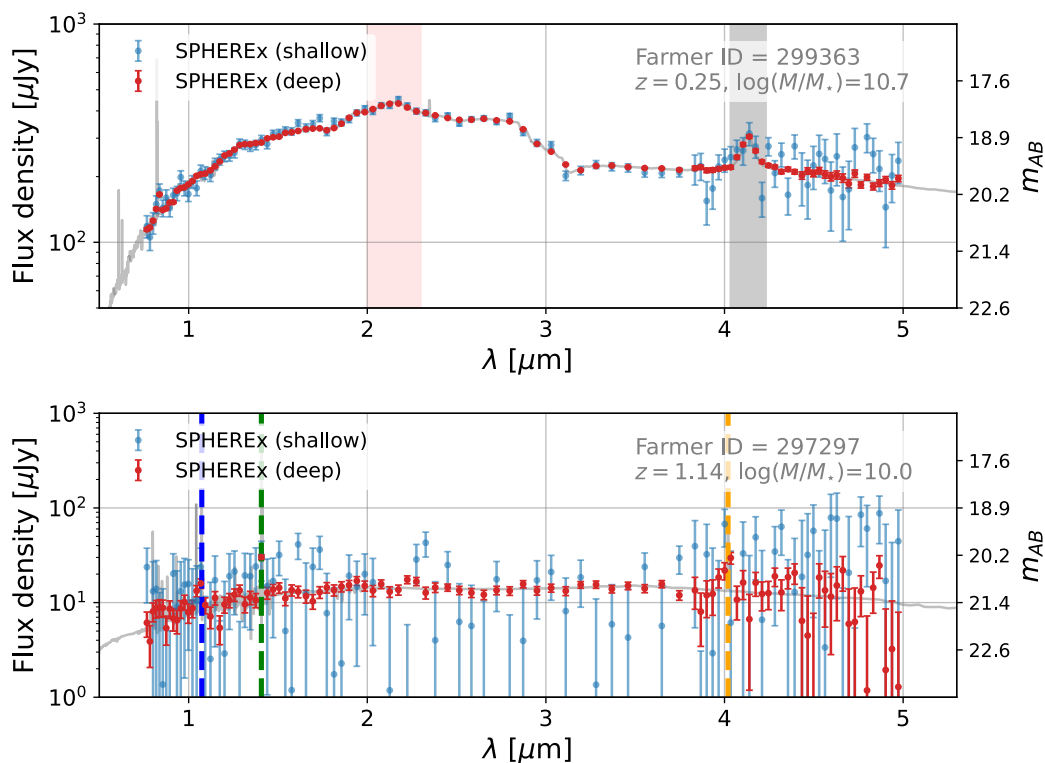 10³
10²
Flux density [μJy]
SPHEREx (shallow)
SPHEREx (deep)
Farmer ID = 299363
z = 0.25, log(M/M⋆)=10.7
17.6
18.9
20.2
21.4
22.6
m_AB
1 2 3 4 5
λ [μm]
10³
10²
10¹
10⁰
Flux density [μJy]
SPHEREx (shallow)
SPHEREx (deep)
Farmer ID = 297297
z = 1.14, log(M/M⋆)=10.0
17.6
18.9
20.2
21.4
22.6
m_AB
1 2 3 4 5
λ [μm]